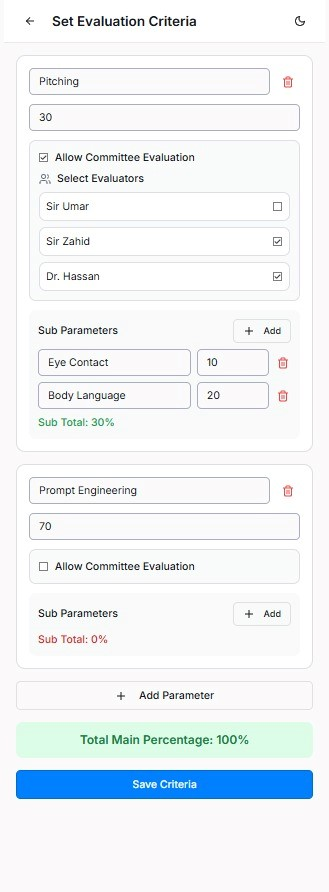 Set Evaluation Criteria
Pitching
30
Allow Committee Evaluation
Select Evaluators
Sir Umar
Sir Zahid
Dr. Hassan
Sub Parameters + Add
Eye Contact 10
Body Language 20
Sub Total: 30%
Prompt Engineering
70
Allow Committee Evaluation
Sub Parameters + Add
Sub Total: 0%
+ Add Parameter
Total Main Percentage: 100%
Save Criteria